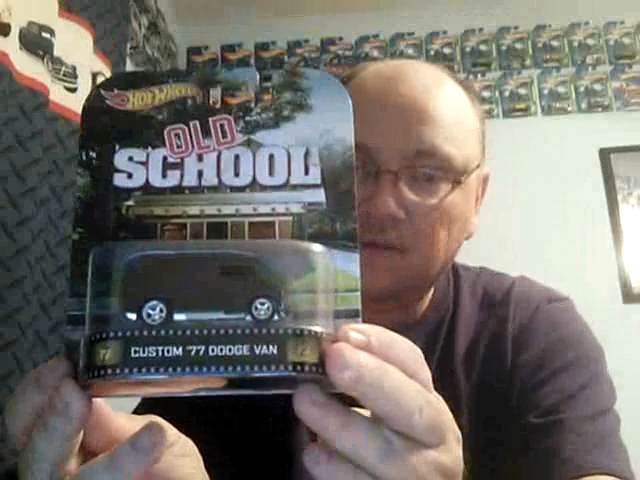 HOT WHEELS
OLD
SCHOOL
CUSTOM '77 DODGE VAN